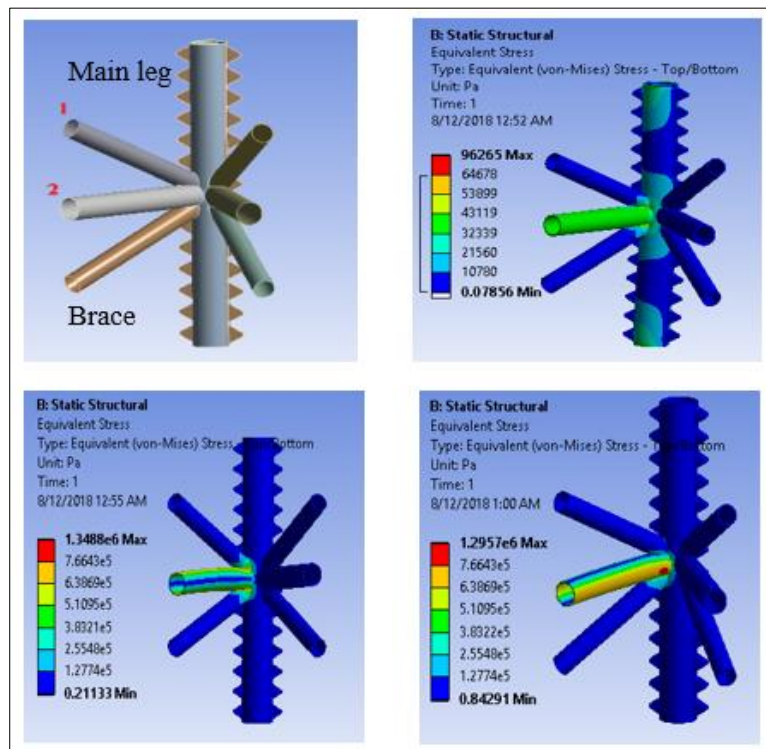 Main leg
1
2
Brace
B: Static Structural
Equivalent Stress
Type: Equivalent (von-Mises) Stress - Top/Bottom
Unit: Pa
Time: 1
8/12/2018 12:52 AM
96265 Max
64678
53899
43119
32339
21560
10780
0.07856 Min
B: Static Structural
Equivalent Stress
Type: Equivalent (von-Mises) Stress - Bottom
Unit: Pa
Time: 1
8/12/2018 12:55 AM
1.3488e6 Max
7.6643e5
6.3869e5
5.1095e5
3.8321e5
2.5548e5
1.2774e5
0.21133 Min
B: Static Structural
Equivalent Stress
Type: Equivalent (von-Mises) Stress -
Unit: Pa
Time: 1
8/12/2018 1:00 AM
1.2957e6 Max
7.6643e5
6.3869e5
5.1095e5
3.8322e5
2.5548e5
1.2774e5
0.84291 Min